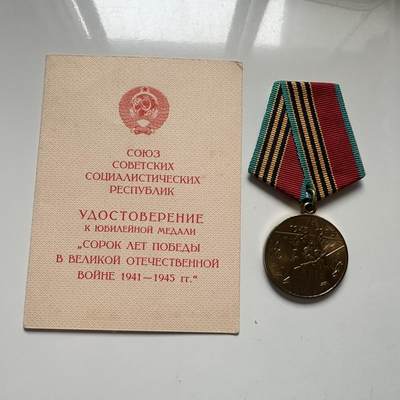 СОЮЗ
СОВЕТСКИХ
СОЦИАЛИСТИЧЕСКИХ
РЕСПУБЛИК
УДОСТОВЕРЕНИЕ
К ЮБИЛЕЙНОЙ МЕДАЛИ
„СОРОК ЛЕТ ПОБЕДЫ
В ВЕЛИКОЙ ОТЕЧЕСТВЕННОЙ
ВОЙНЕ 1941—1945 гг."